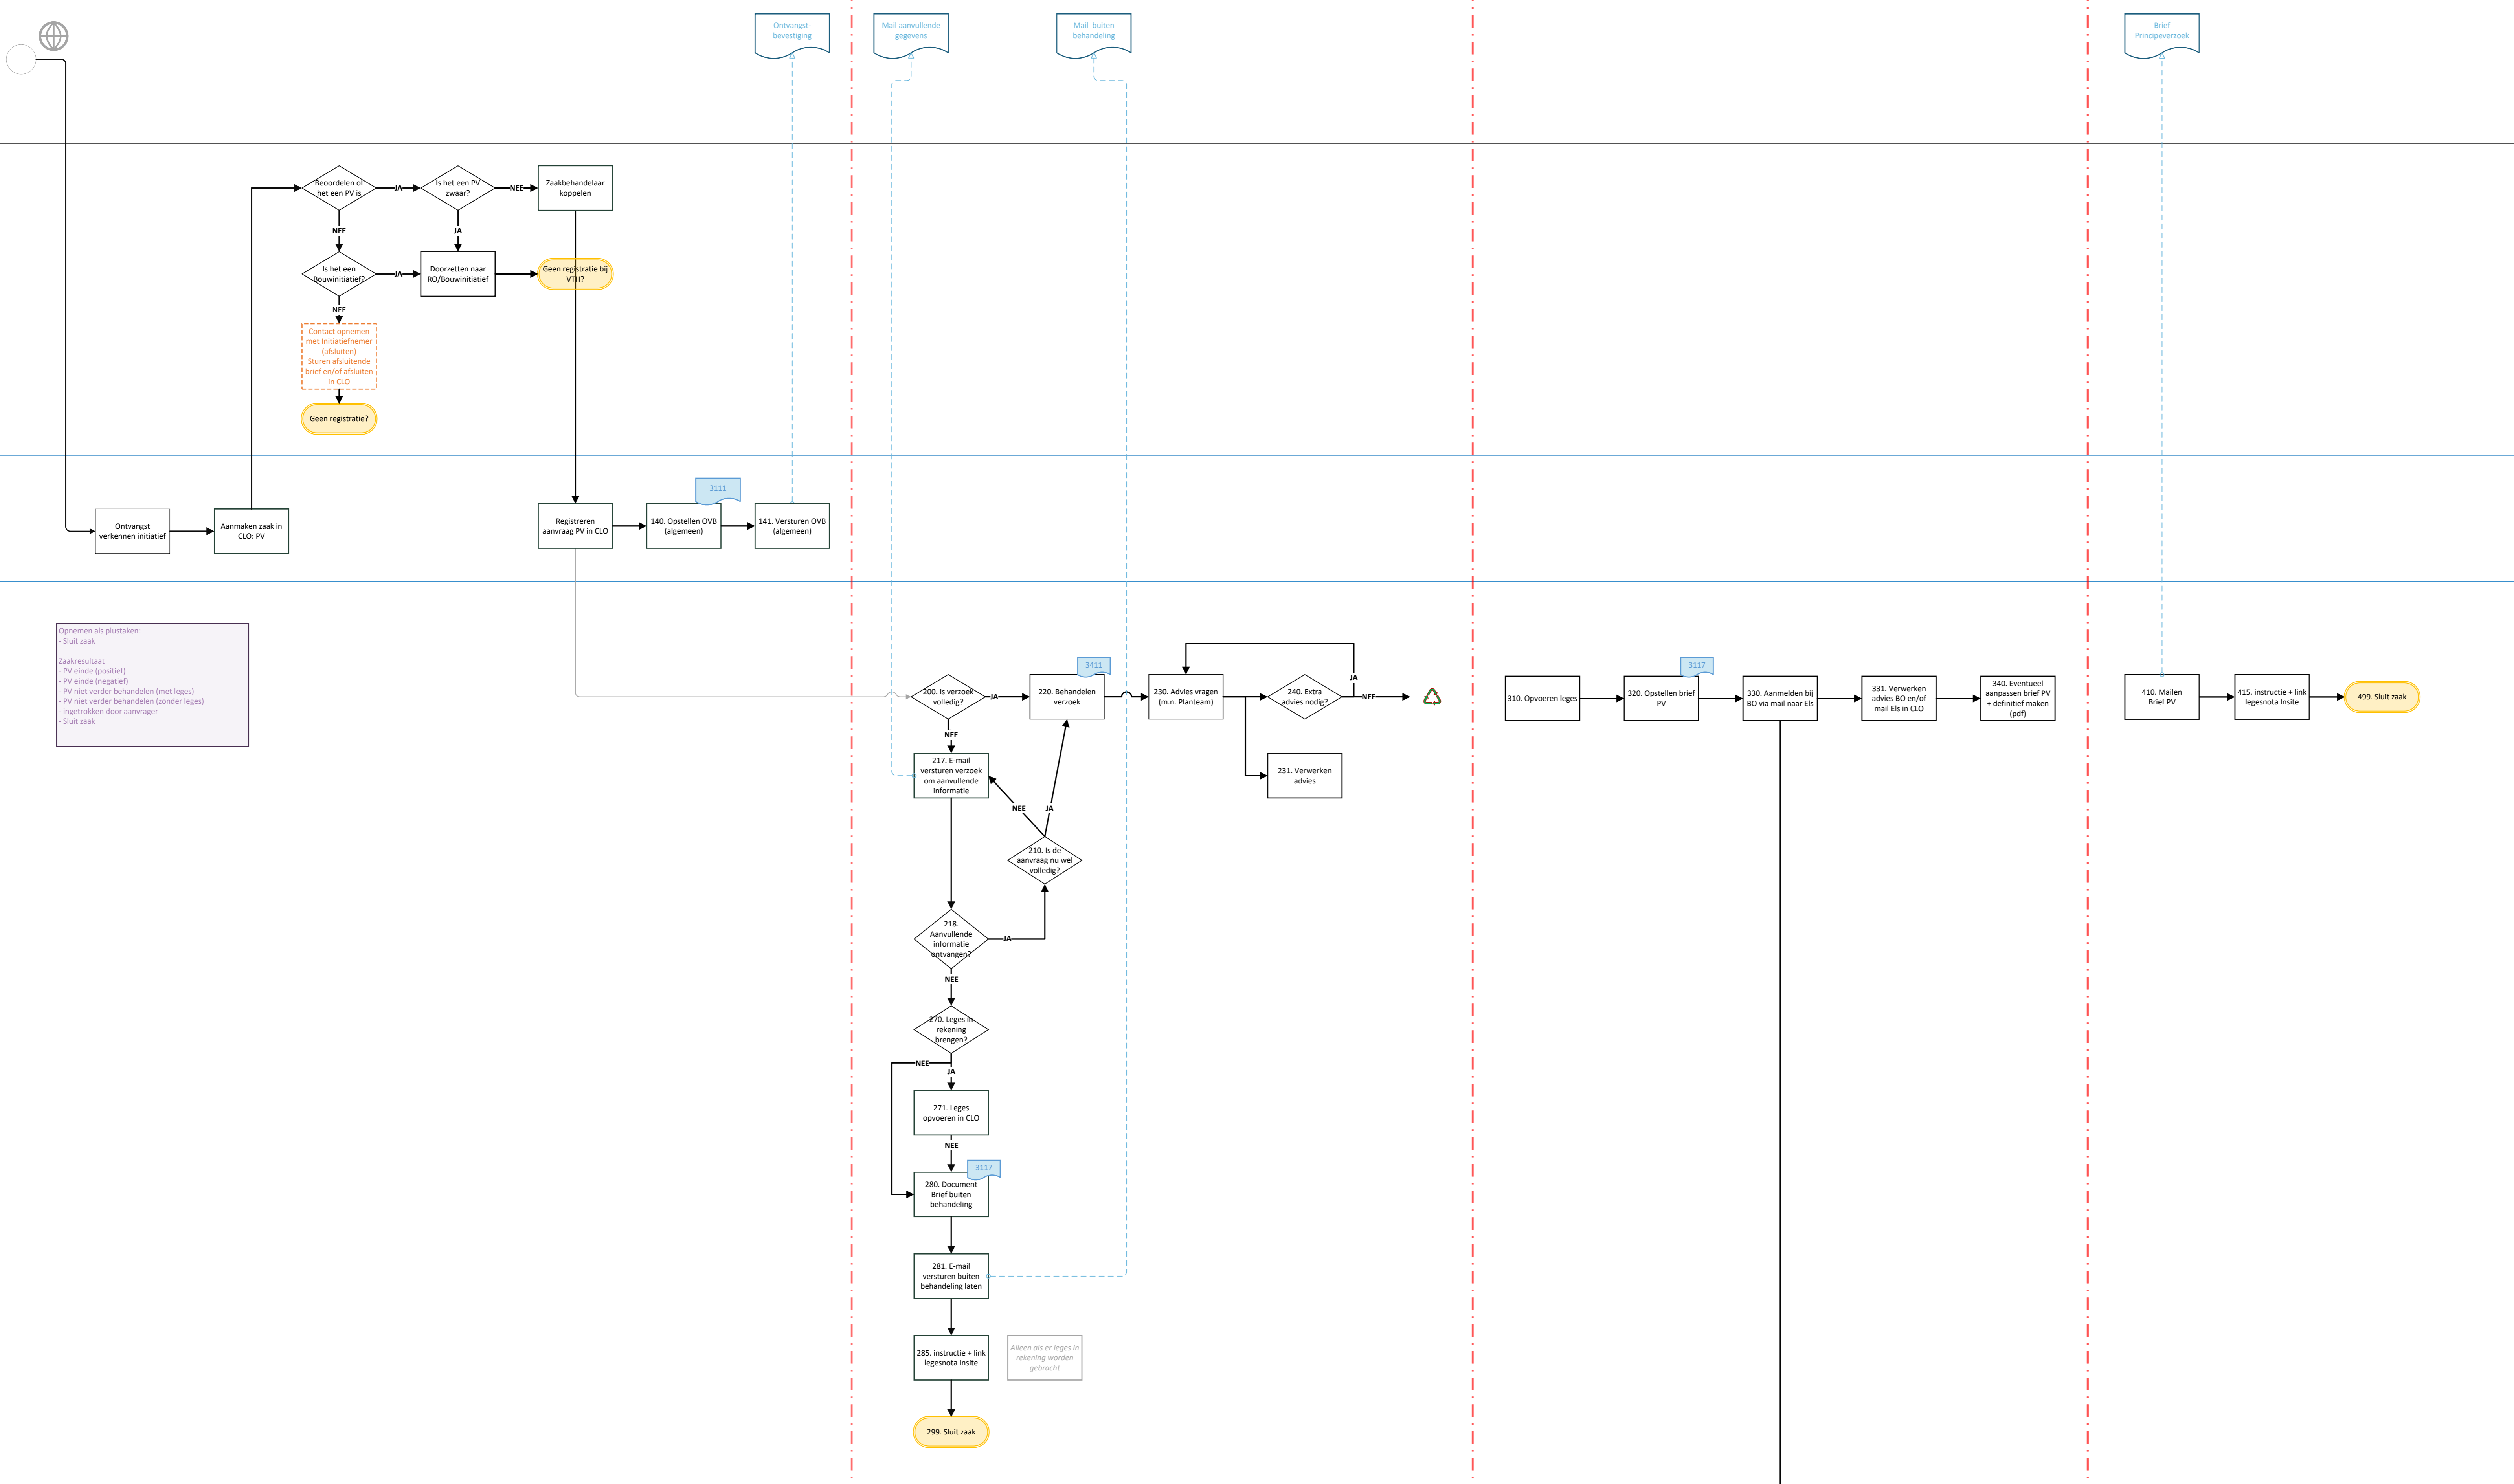 Ontvangst-
bevestiging
Mail aanvullende
gegevens
Mail buiten
behandeling
Brief
Principeverzoek
Beoordelen of
het een PV is
JA
Is het een PV
zwaar?
NEE
Zaakbehandelaar
koppelen
NEE
JA
Is het een
Bouwinitiatief?
JA
Doorzetten naar
RO/Bouwinitiatief
Geen registratie bij
VTH?
NEE
Contact opnemen
met Initiatiefnemer
(afsluiten)
Sturen afsluitende
brief en/of afsluiten
in CLO
Geen registratie?
Ontvangst
verkennen initiatief
Aanmaken zaak in
CLO: PV
Registreren
aanvraag PV in CLO
3111
140. Opstellen OVB
(algemeen)
141. Versturen OVB
(algemeen)
Opnemen als plustaken:
- Sluit zaak
Zaakresultaat
- PV einde (positief)
- PV einde (negatief)
- PV niet verder behandelen (met leges)
- PV niet verder behandelen (zonder leges)
- ingetrokken door aanvrager
- Sluit zaak
200. Is verzoek
volledig?
JA
3411
220. Behandelen
verzoek
230. Advies vragen
(m.n. Planteam)
240. Extra
advies nodig?
JA
NEE
231. Verwerken
advies
NEE
217. E-mail
versturen verzoek
om aanvullende
informatie
NEE
JA
210. Is de
aanvraag nu wel
volledig?
218.
Aanvullende
informatie
ontvangen?
JA
NEE
270. Leges in
rekening
brengen?
NEE
JA
271. Leges
opvoeren in CLO
NEE
3117
280. Document
Brief buiten
behandeling
281. E-mail
versturen buiten
behandeling laten
285. instructie + link
legesnota Insite
Alleen als er leges in
rekening worden
gebracht
299. Sluit zaak
310. Opvoeren leges
3117
320. Opstellen brief
PV
330. Aanmelden bij
BO via mail naar Els
331. Verwerken
advies BO en/of
mail Els in CLO
340. Eventueel
aanpassen brief PV
+ definitief maken
(pdf)
410. Mailen
Brief PV
415. instructie + link
legesnota Insite
499. Sluit zaak